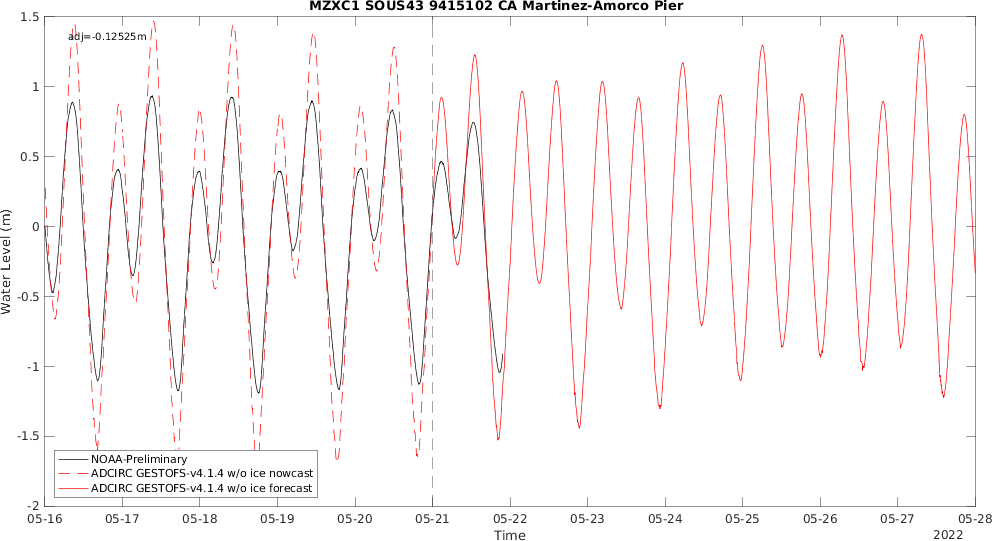 MZXC1 SOUS43 9415102 CA Martinez-Amorco Pier
adj=-0.12525m
Water Level (m)
1.5
1
0.5
0
-0.5
-1
-1.5
-2
NOAA-Preliminary
ADCIRC GESTOFS-v4.1.4 w/o ice nowcast
ADCIRC GESTOFS-v4.1.4 w/o ice forecast
05-16 05-17 05-18 05-19 05-20 05-21 05-22 05-23 05-24 05-25 05-26 05-27 05-28
Time
2022